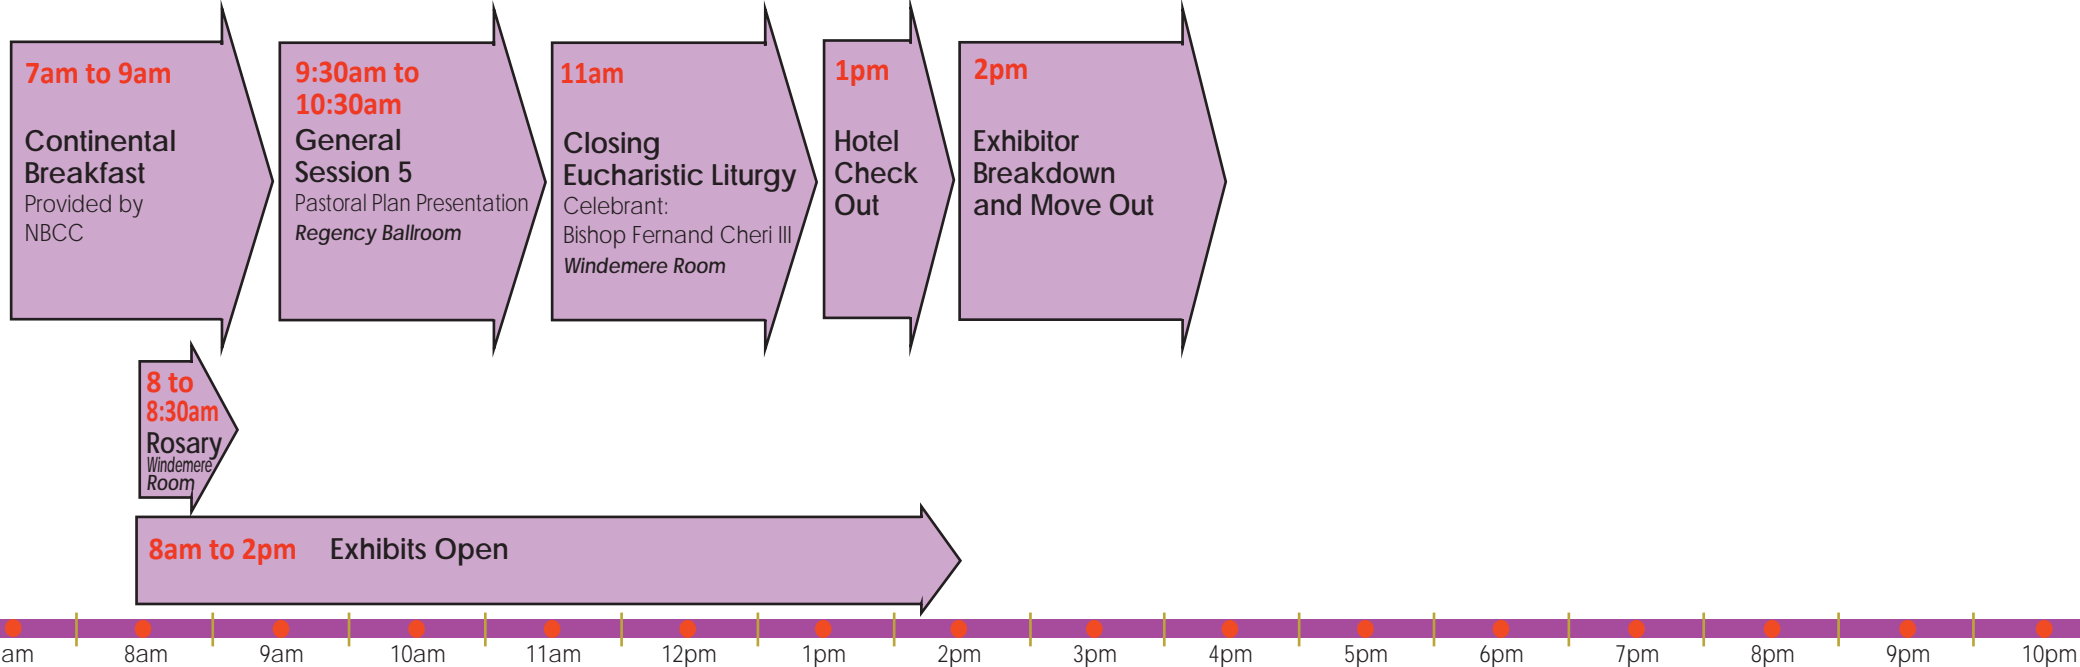 7am to 9am
Continental
Breakfast
Provided by
NBCC
9:30am to
10:30am
General
Session 5
Pastoral Plan Presentation
Regency Ballroom
11am
Closing
Eucharistic Liturgy
Celebrant:
Bishop Fernand Cheri III
Windemere Room
1pm
Hotel
Check
Out
2pm
Exhibitor
Breakdown
and Move Out
8 to
8:30am
Rosary
Windemere
Room
8am to 2pm Exhibits Open
am 8am 9am 10am 11am 12pm 1pm 2pm 3pm 4pm 5pm 6pm 7pm 8pm 9pm 10pm